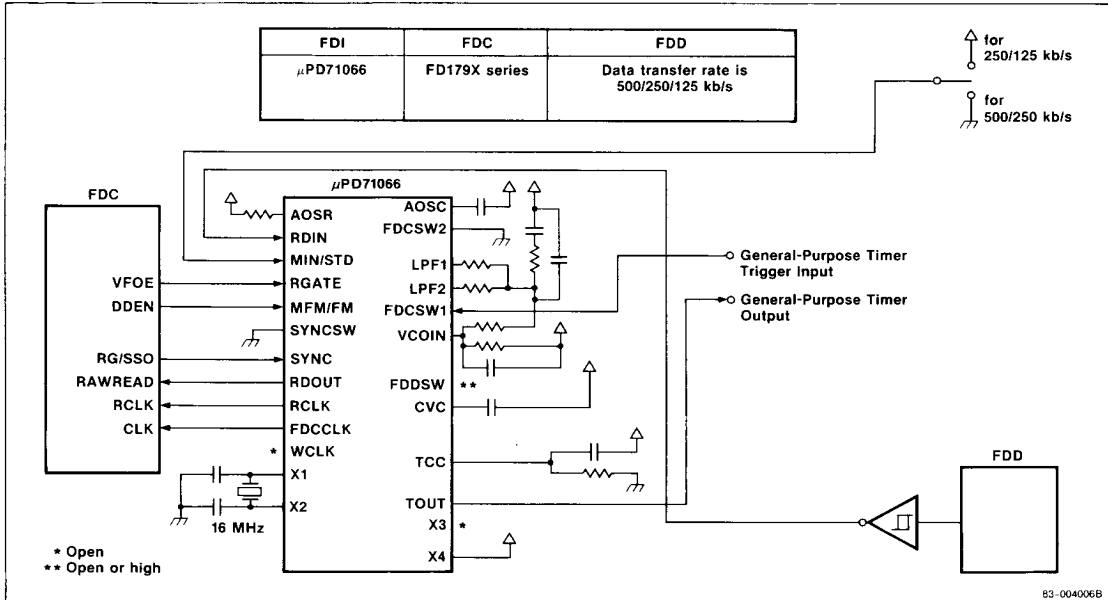 FDI FDC FDD
μPD71066 FD179X series Data transfer rate is
500/250/125 kb/s
for
250/125 kb/s
for
500/250 kb/s
FDC
VFOE
DDEN
RG/SSO
RAWREAD
RCLK
CLK
μPD71066
AOSR
RDIN
MIN/STD
RGATE
MFM/FM
SYNCSW
SYNC
RDOUT
RCLK
FDCCLK
* WCLK
X1
X2
16 MHz
AOSC
FDCSW2
LPF1
LPF2
FDCSW1
VCOIN
FDDSW **
CVC
TCC
TOUT
X3 *
X4
General-Purpose Timer
Trigger Input
General-Purpose Timer
Output
FDD
* Open
** Open or high
83-004006B